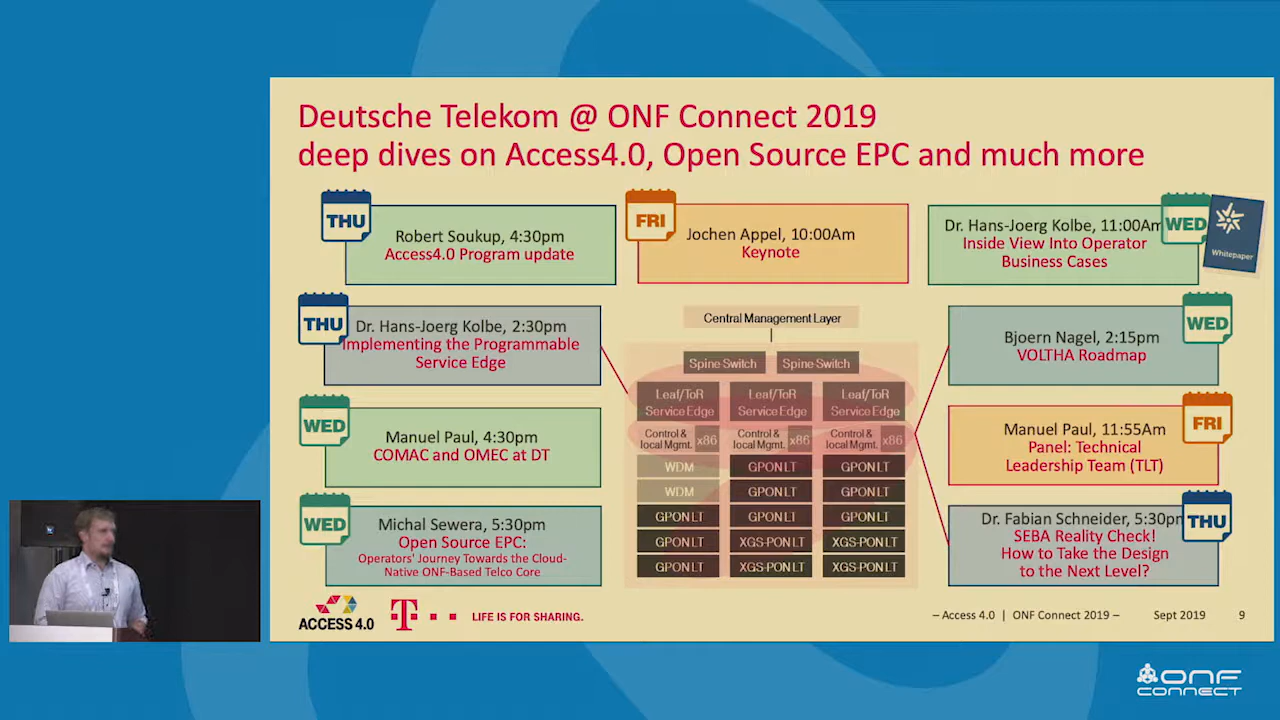 Deutsche Telekom @ ONF Connect 2019
deep dives on Access4.0, Open Source EPC and much more
THU
Robert Soukup, 4:30pm
Access4.0 Program update
FRI
Jochen Appel, 10:00Am
Keynote
WED
Dr. Hans-Joerg Kolbe, 11:00Am
Inside View Into Operator
Business Cases
Whitepaper
THU
Dr. Hans-Joerg Kolbe, 2:30pm
Implementing the Programmable
Service Edge
WED
Manuel Paul, 4:30pm
COMAC and OMEC at DT
WED
Michal Sewera, 5:30pm
Open Source EPC:
Operators' Journey Towards the Cloud-
Native ONF-Based Telco Core
Central Management Layer
Spine Switch Spine Switch
Leaf/ToR Leaf/ToR Leaf/ToR
Service Edge Service Edge Service Edge
Control & Control & Control &
local Mgmt. x86 local Mgmt. x86 local Mgmt. x86
WDM GPON LT GPON LT
WDM GPON LT GPON LT
GPON LT GPON LT GPON LT
GPON LT XGS-PON LT XGS-PON LT
GPON LT XGS-PON LT XGS-PON LT
WED
Bjoern Nagel, 2:15pm
VOLTHA Roadmap
FRI
Manuel Paul, 11:55Am
Panel: Technical
Leadership Team (TLT)
THU
Dr. Fabian Schneider, 5:30pm
SEBA Reality Check!
How to Take the Design
to the Next Level?
ACCESS 4.0
T
LIFE IS FOR SHARING.
– Access 4.0 | ONF Connect 2019 – Sept 2019 9
ONF
CONNECT